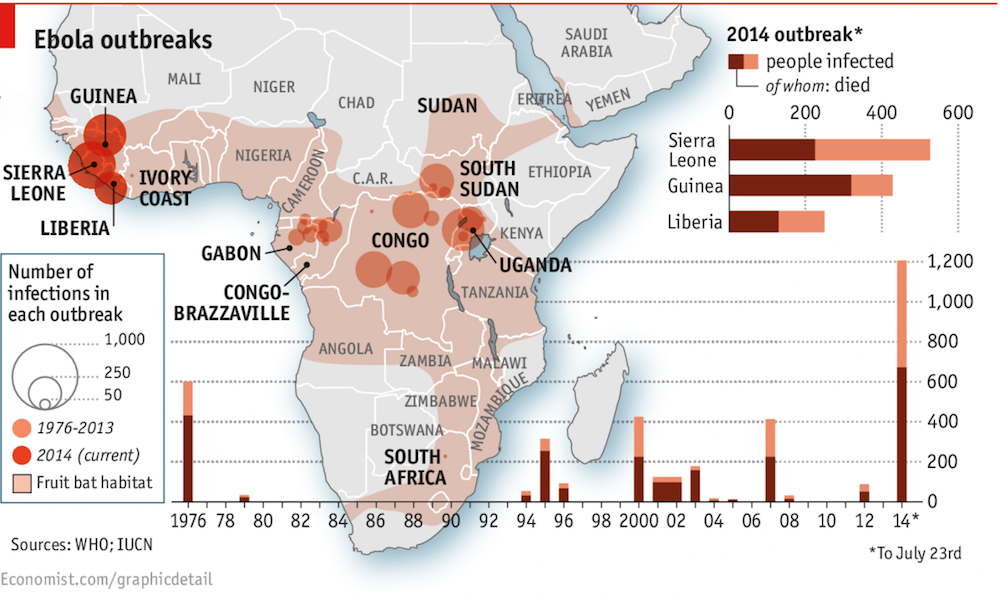 Ebola outbreaks
SAUDI
ARABIA
MALI
NIGER
CHAD
SUDAN
ERITREA
YEMEN
GUINEA
NIGERIA
CAMEROON
C.A.R.
SOUTH
SUDAN
ETHIOPIA
SIERRA
LEONE
IVORY
COAST
LIBERIA
GABON
CONGO
KENYA
UGANDA
CONGO-
BRAZZAVILLE
TANZANIA
ANGOLA
ZAMBIA
MALAWI
MOZAMBIQUE
ZIMBABWE
BOTSWANA
SOUTH
AFRICA
2014 outbreak*
people infected
of whom: died
0 200 400 600
Sierra
Leone
Guinea
Liberia
Number of
infections in
each outbreak
1,000
250
50
1976-2013
2014 (current)
Fruit bat habitat
1,200
1,000
800
600
400
200
0
1976 78 80 82 84 86 88 90 92 94 96 98 2000 02 04 06 08 10 12 14*
Sources: WHO; IUCN
*To July 23rd
Economist.com/graphicdetail